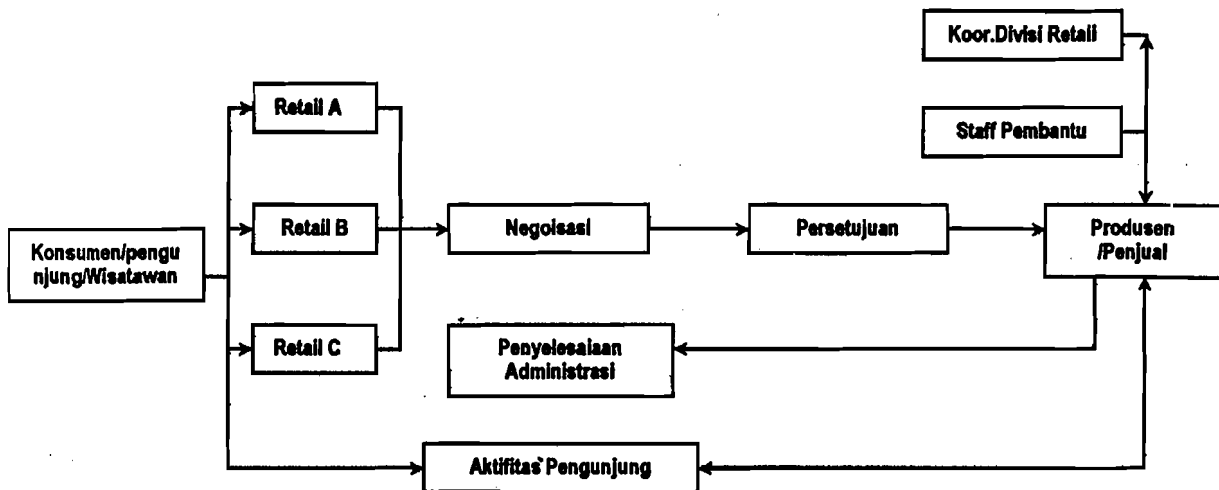 Koor.Divisi Retail
Retail A
Staff Pembantu
Retail B
Negoisasi
Persetujuan
Produsen
/Penjual
Konsumen/pengu
njung/Wisatawan
Retail C
Penyelesaiaan
Administrasi
Aktifitas Pengunjung